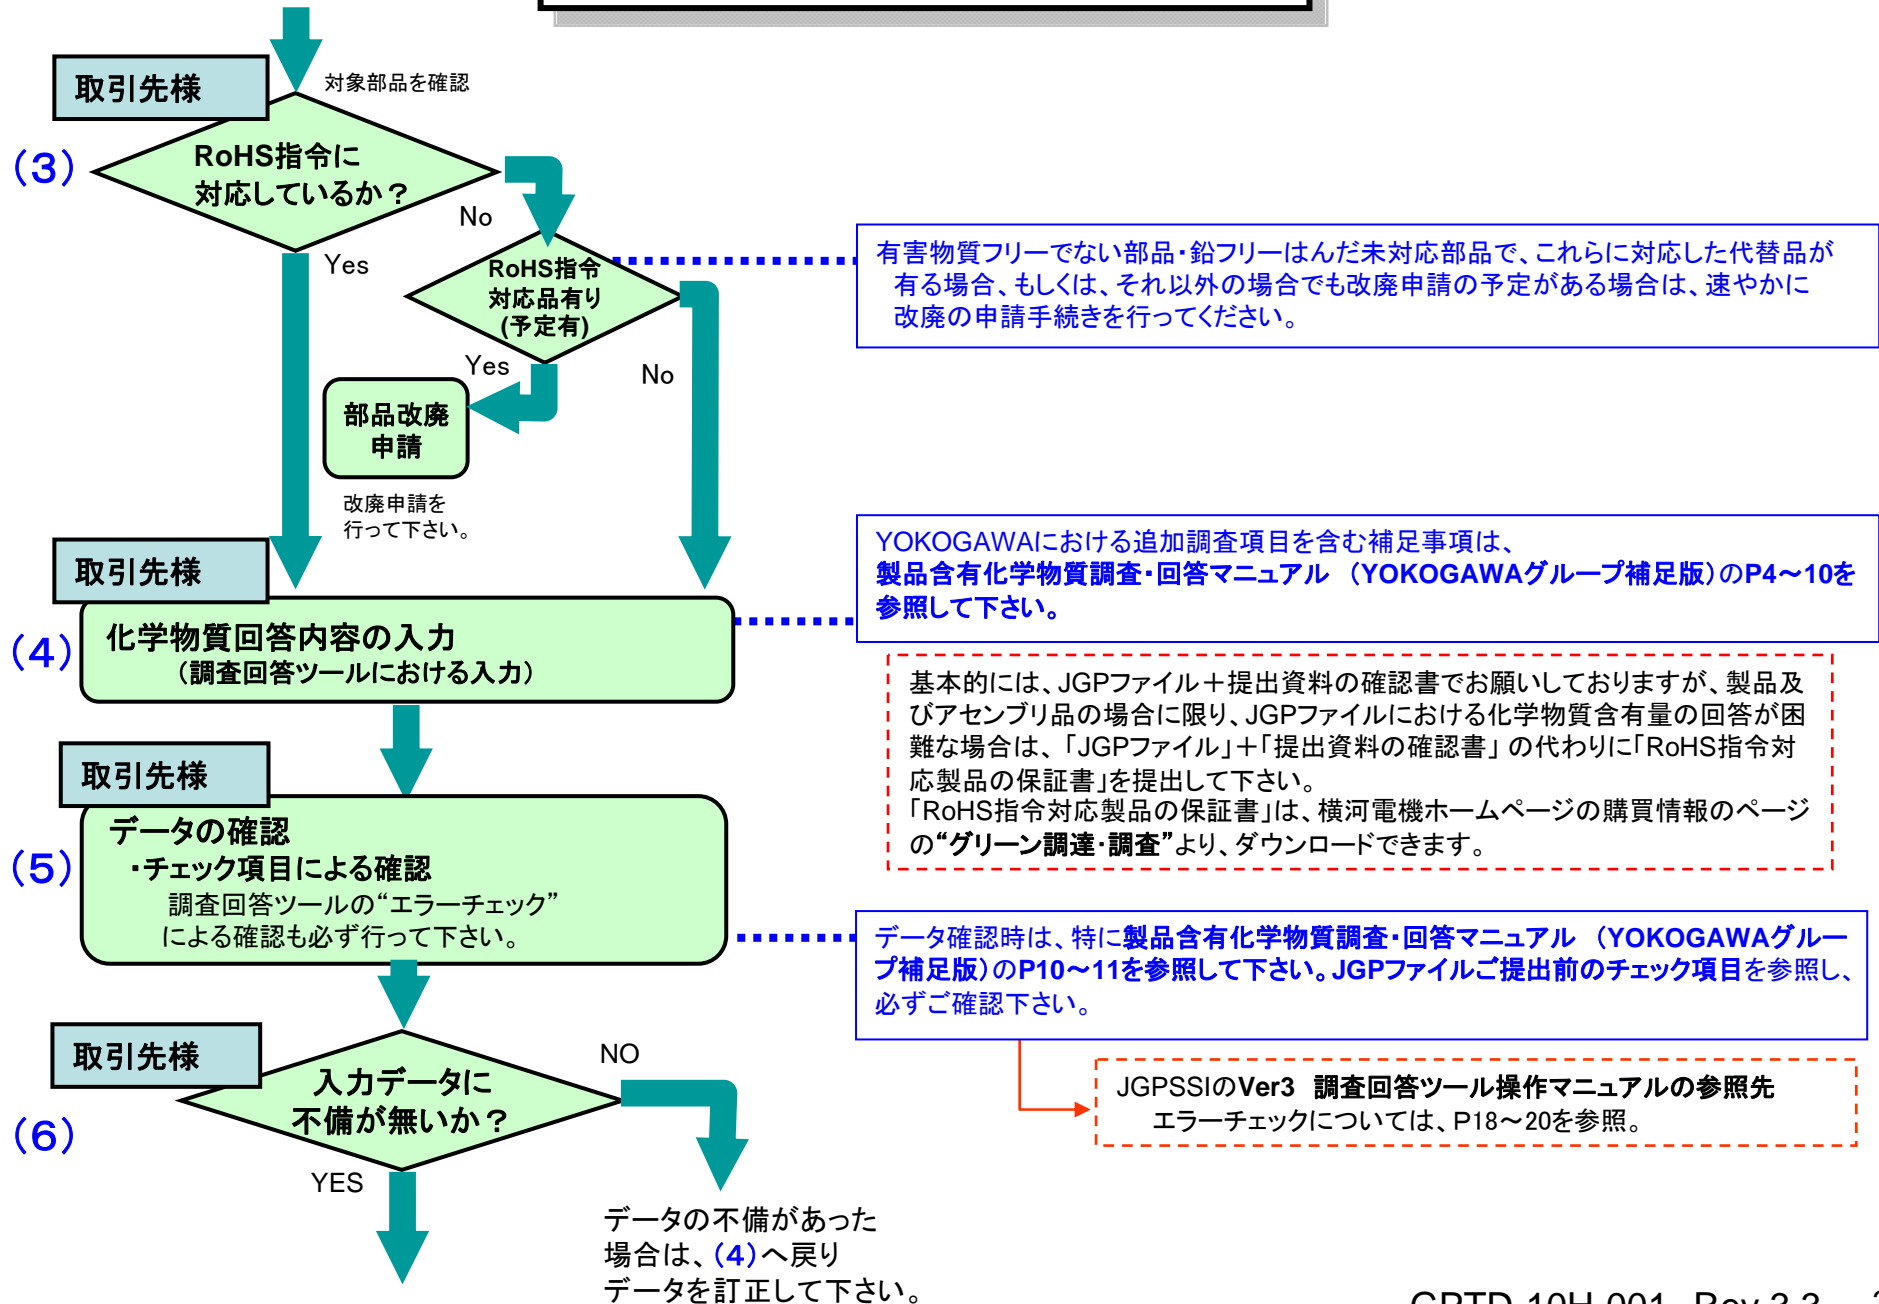 取引先様
対象部品を確認
(3)
RoHS指令に
対応しているか？
No
Yes
RoHS指令
対応品有り
(予定有)
有害物質フリーでない部品・鉛フリーはんだ未対応部品で、これらに対応した代替品が
有る場合、もしくは、それ以外の場合でも改廃申請の予定がある場合は、速やかに
改廃の申請手続きを行ってください。
Yes
No
部品改廃
申請
改廃申請を
行って下さい。
取引先様
YOKOGAWAにおける追加調査項目を含む補足事項は、
製品含有化学物質調査・回答マニュアル （YOKOGAWAグループ補足版）のP4～10を
参照して下さい。
(4)
化学物質回答内容の入力
（調査回答ツールにおける入力）
基本的には、JGPファイル＋提出資料の確認書でお願いしておりますが、製品及
びアセンブリ品の場合に限り、JGPファイルにおける化学物質含有量の回答が困
難な場合は、「JGPファイル」＋「提出資料の確認書」 の代わりに「RoHS指令対
応製品の保証書」を提出して下さい。
「RoHS指令対応製品の保証書」は、横河電機ホームページの購買情報のページ
の“グリーン調達・調査”より、ダウンロードできます。
取引先様
(5)
データの確認
・チェック項目による確認
調査回答ツールの“エラーチェック”
による確認も必ず行って下さい。
データ確認時は、特に製品含有化学物質調査・回答マニュアル （YOKOGAWAグルー
プ補足版）のP10～11を参照して下さい。JGPファイルご提出前のチェック項目を参照し、
必ずご確認下さい。
取引先様
(6)
入力データに
不備が無いか？
NO
YES
JGPSSIのVer3 調査回答ツール操作マニュアルの参照先
エラーチェックについては、P18～20を参照。
データの不備があった
場合は、(4)へ戻り
データを訂正して下さい。
GPTD-10H-001 Rev.3.3